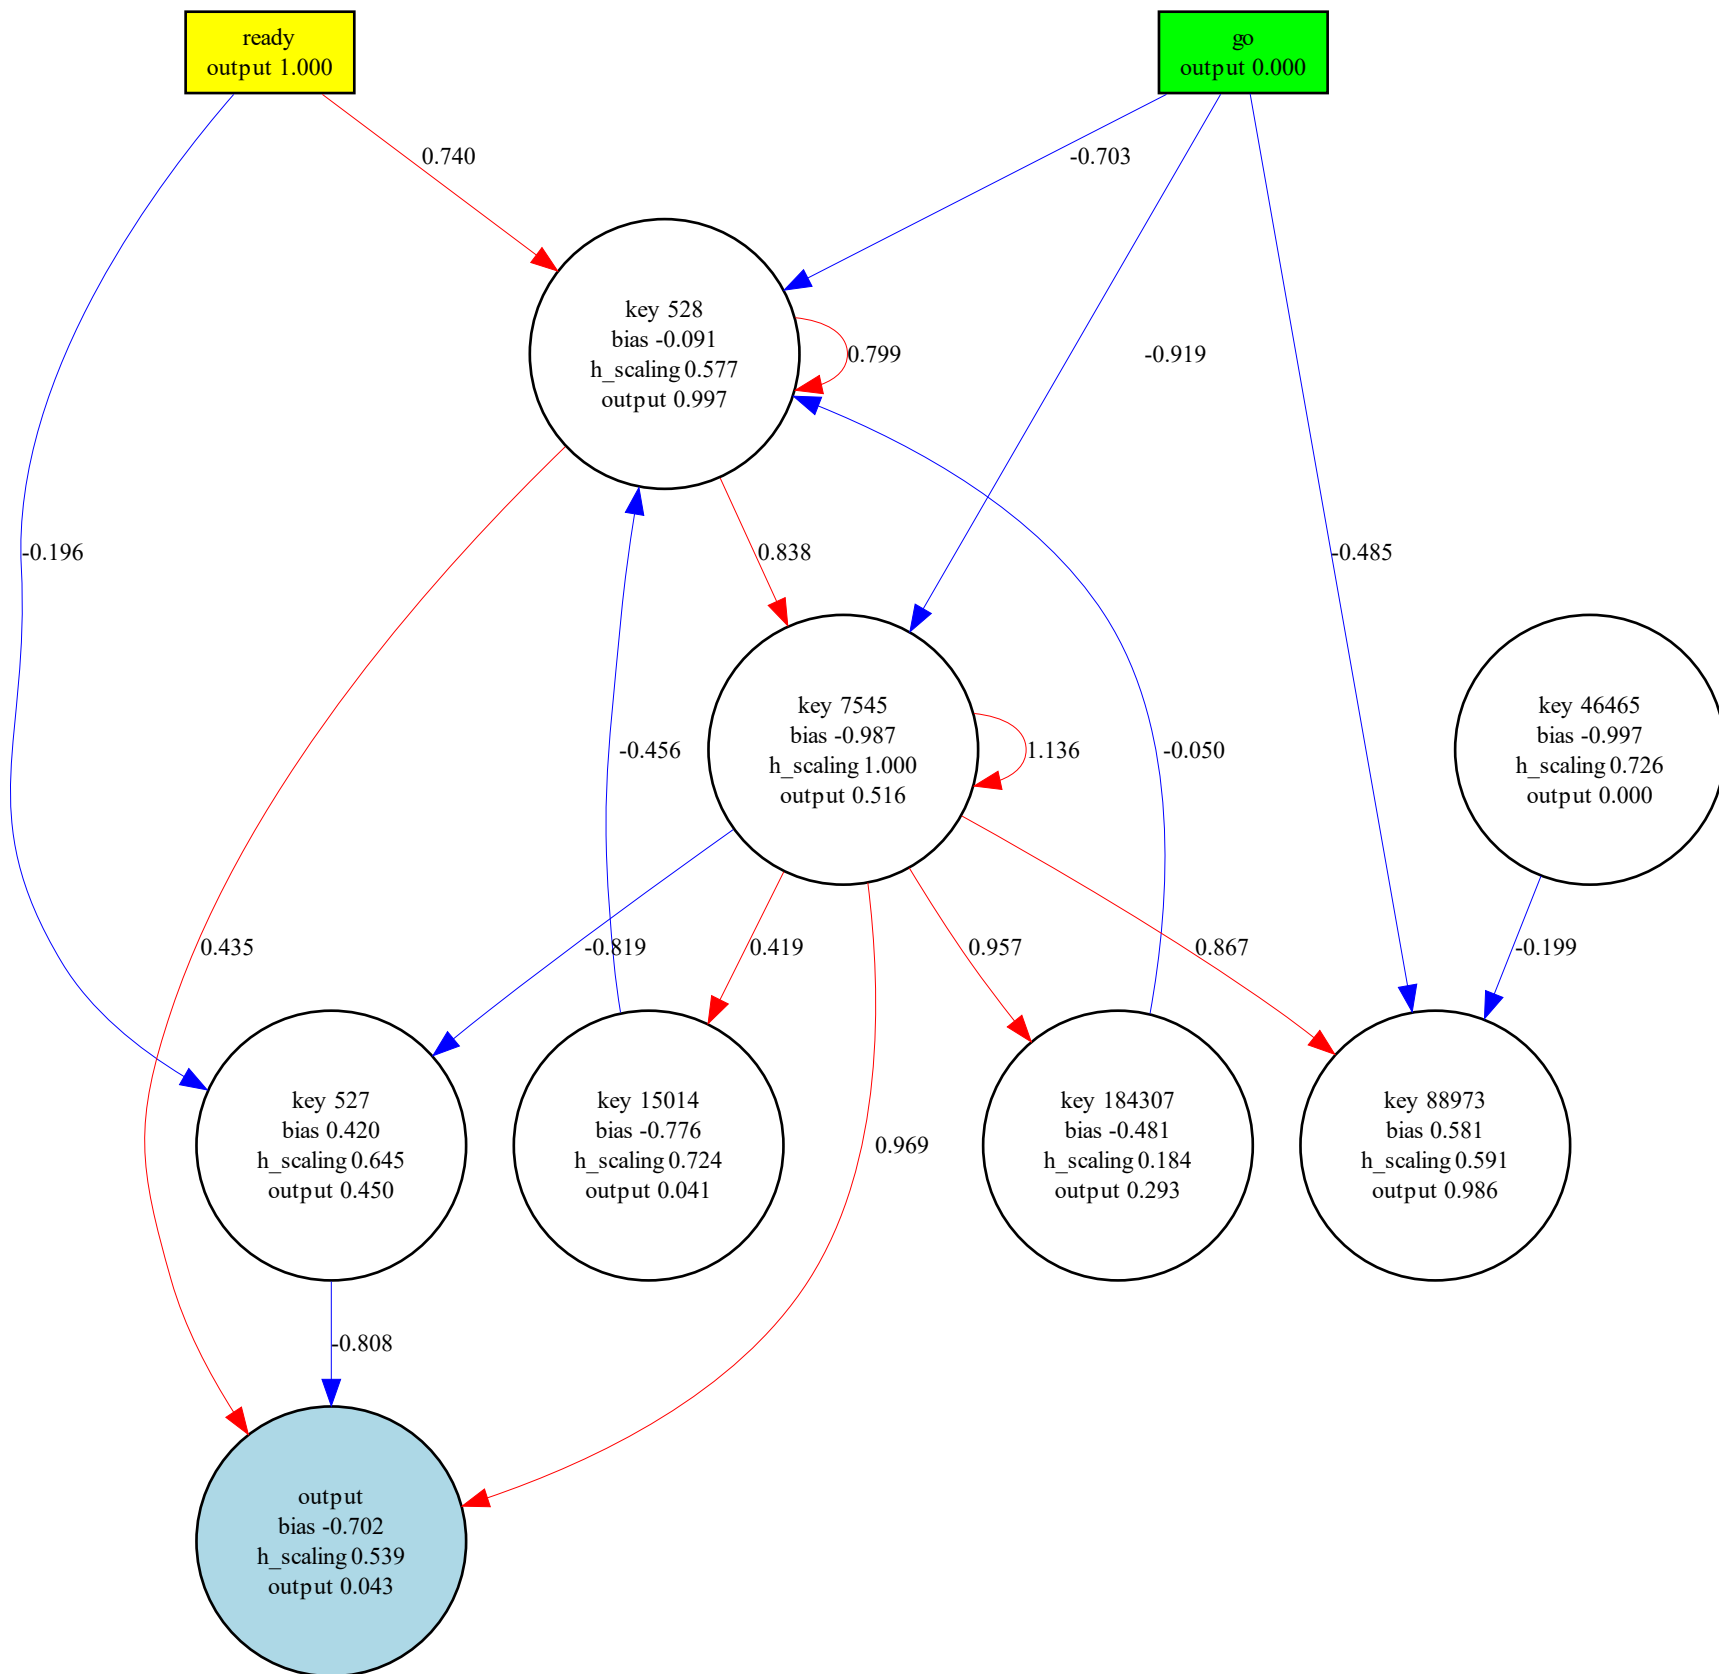 ready
output 1.000
go
output 0.000
0.740
-0.703
key 528
bias -0.091
h_scaling 0.577
output 0.997
0.799
-0.919
-0.196
0.838
-0.485
key 7545
bias -0.987
h_scaling 1.000
output 0.516
-0.456
1.136
-0.050
key 46465
bias -0.997
h_scaling 0.726
output 0.000
0.435
-0.819
0.419
0.957
0.867
-0.199
key 527
bias 0.420
h_scaling 0.645
output 0.450
key 15014
bias -0.776
h_scaling 0.724
output 0.041
0.969
key 184307
bias -0.481
h_scaling 0.184
output 0.293
key 88973
bias 0.581
h_scaling 0.591
output 0.986
-0.808
output
bias -0.702
h_scaling 0.539
output 0.043